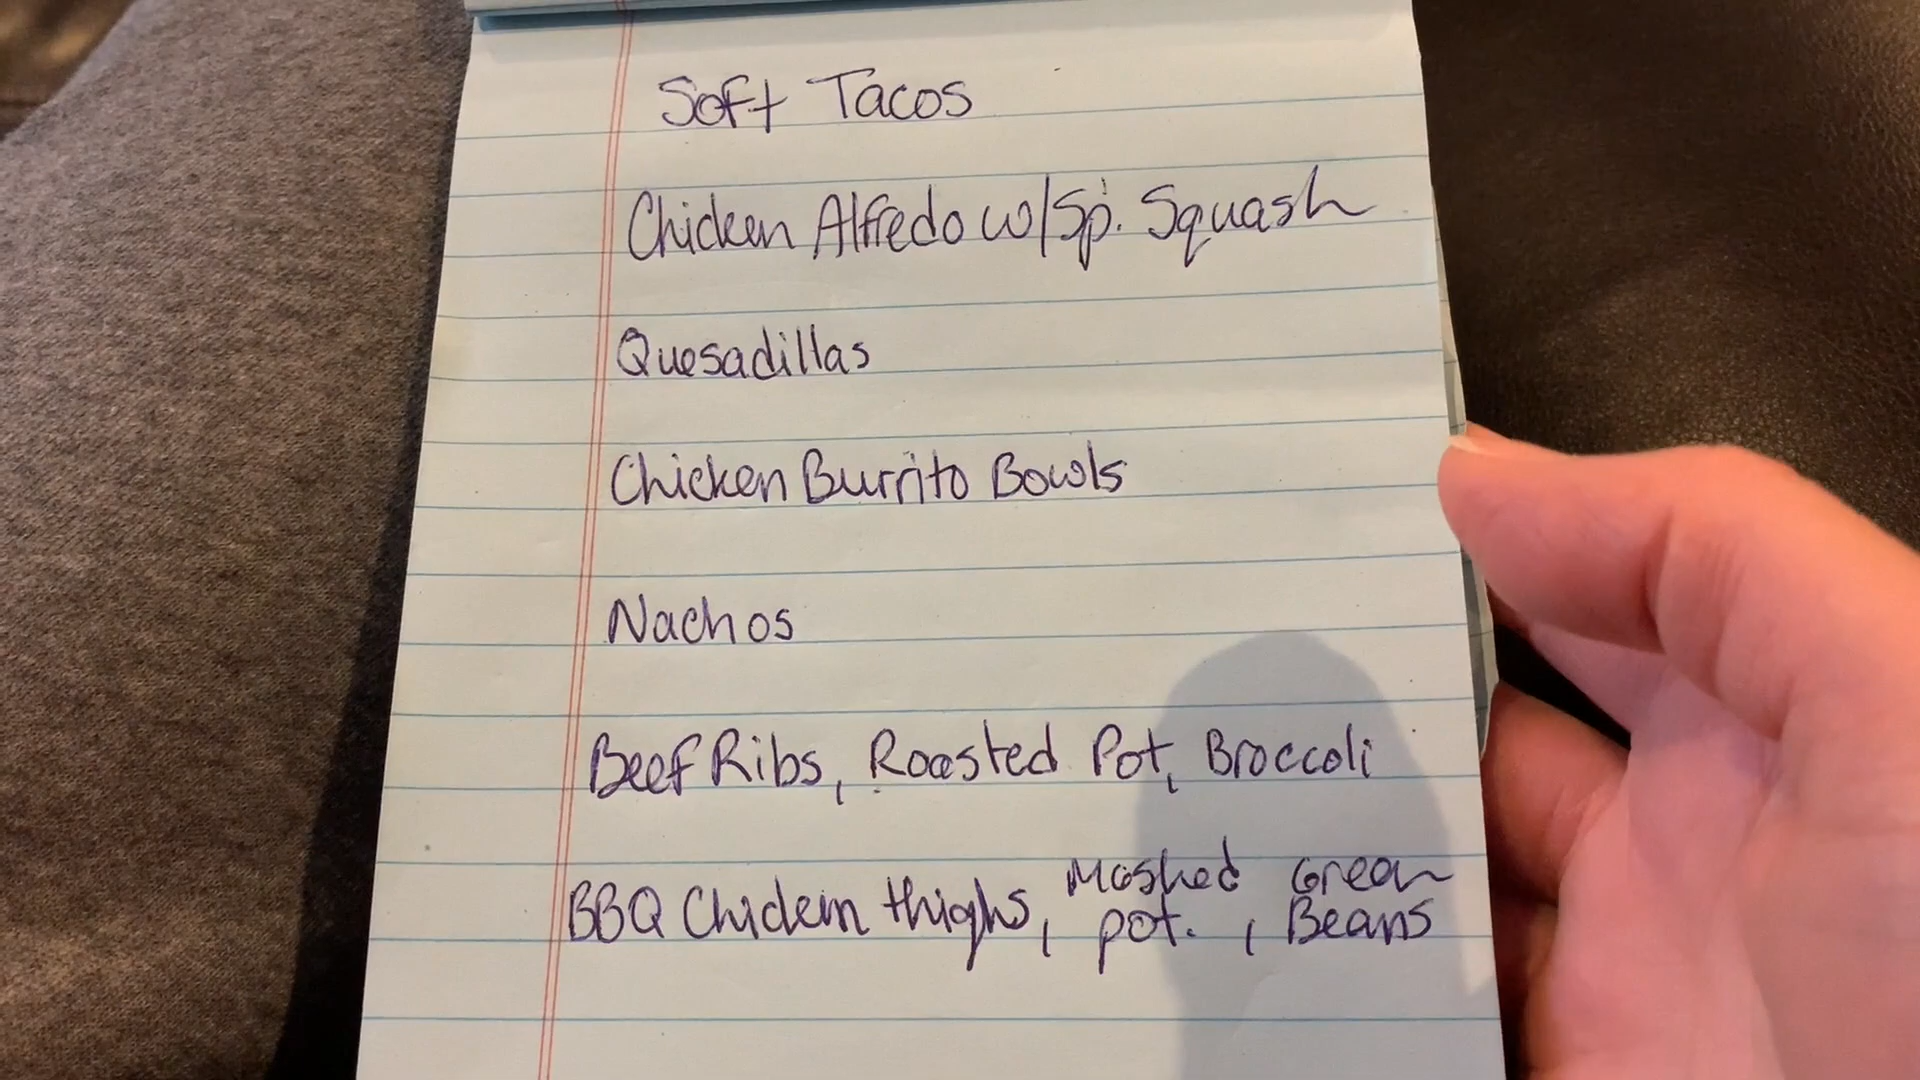 Soft Tacos
Chicken Alfredo w/Sp. Squash
Quesadillas
Chicken Burrito Bowls
Nachos
Beef Ribs, Roasted Pot, Broccoli
BBQ Chicken thighs, Mashed pot. , Green Beans